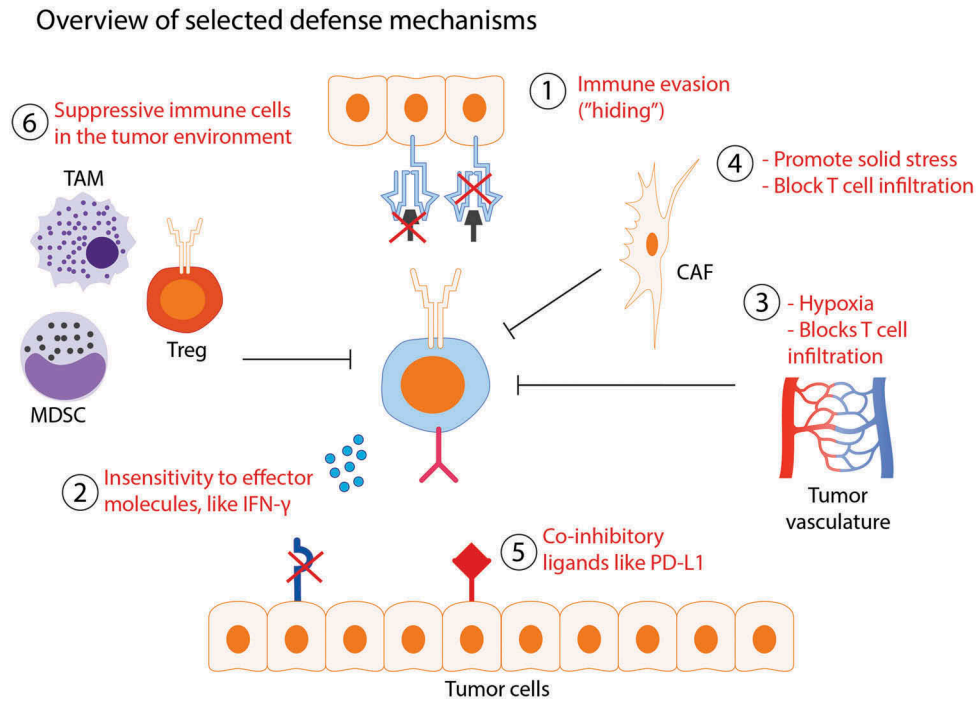 Overview of selected defense mechanisms
1
Immune evasion
("hiding")
6
Suppressive immune cells
in the tumor environment
TAM
Treg
MDSC
4
- Promote solid stress
- Block T cell infiltration
CAF
3
- Hypoxia
- Blocks T cell
infiltration
Tumor
vasculature
2
Insensitivity to effector
molecules, like IFN-γ
5
Co-inhibitory
ligands like PD-L1
Tumor cells